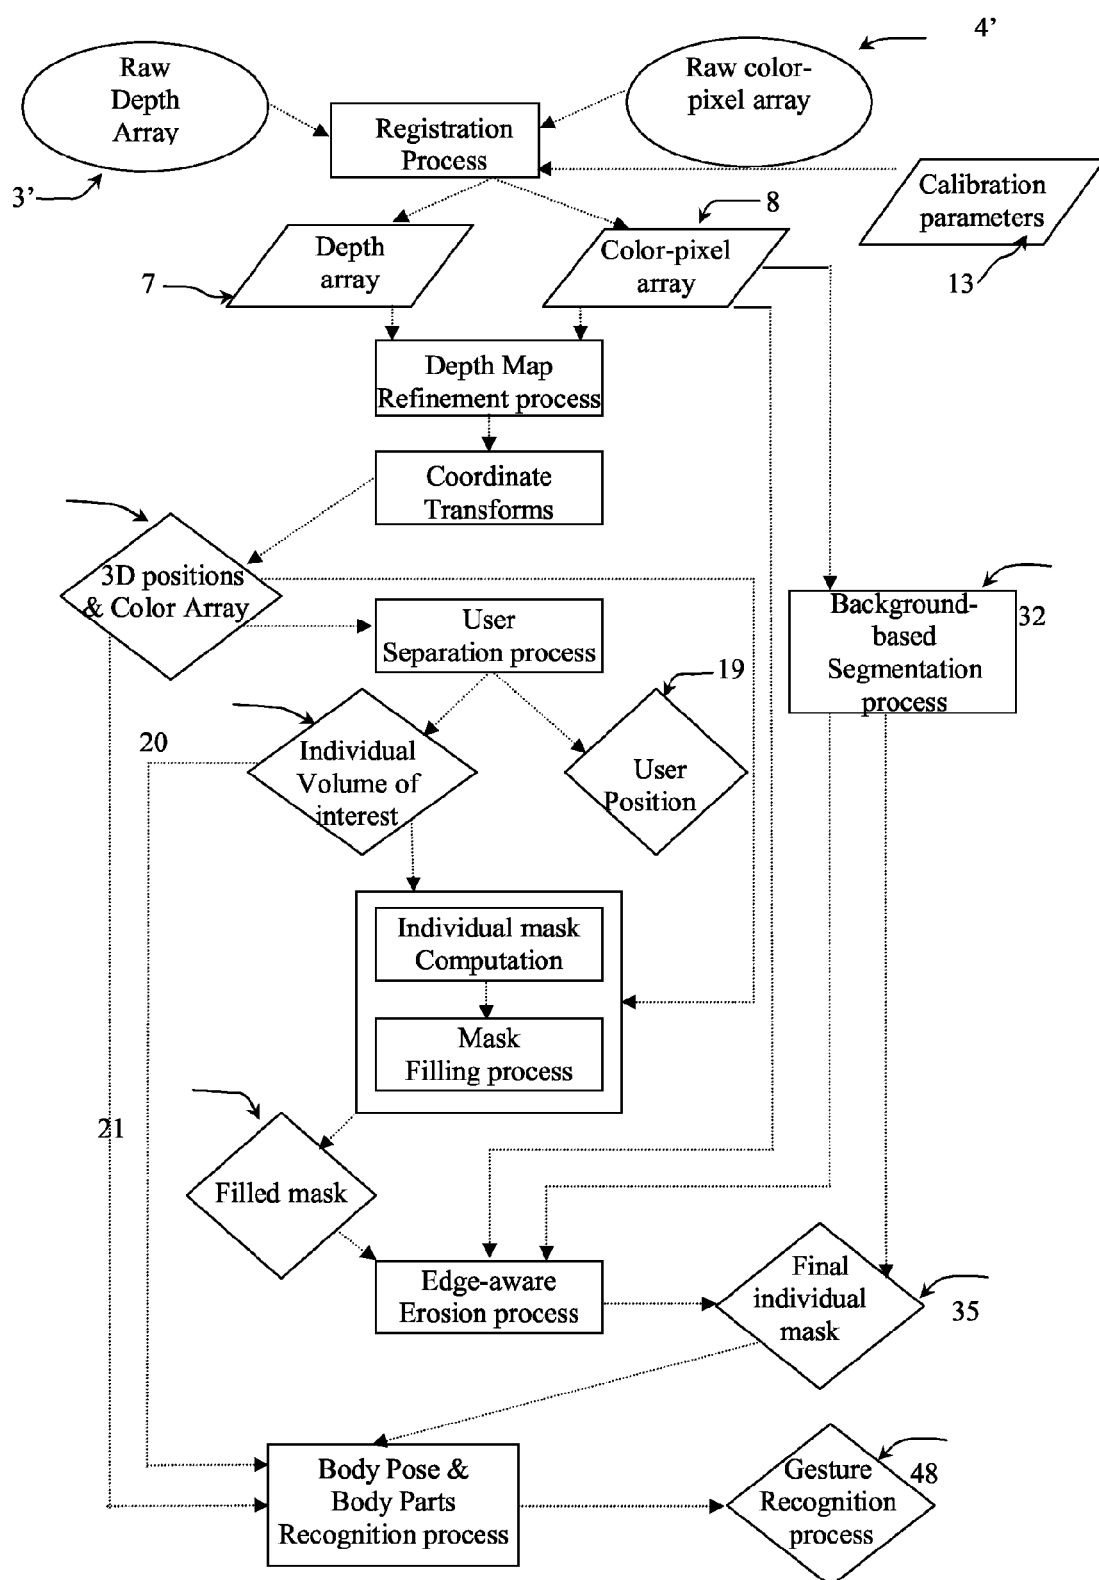 4’
Raw
Depth
Array
Raw color-
pixel array
Registration
Process
3’
Calibration
parameters
8
Depth
array
Color-pixel
array
7
13
Depth Map
Refinement process
Coordinate
Transforms
3D positions
& Color Array
User
Separation process
Background-
based
Segmentation
process
32
19
20
Individual
Volume of
interest
User
Position
Individual mask
Computation
Mask
Filling process
21
Filled mask
Edge-aware
Erosion process
Final
individual
mask
35
Body Pose &
Body Parts
Recognition process
Gesture
Recognition
process
48